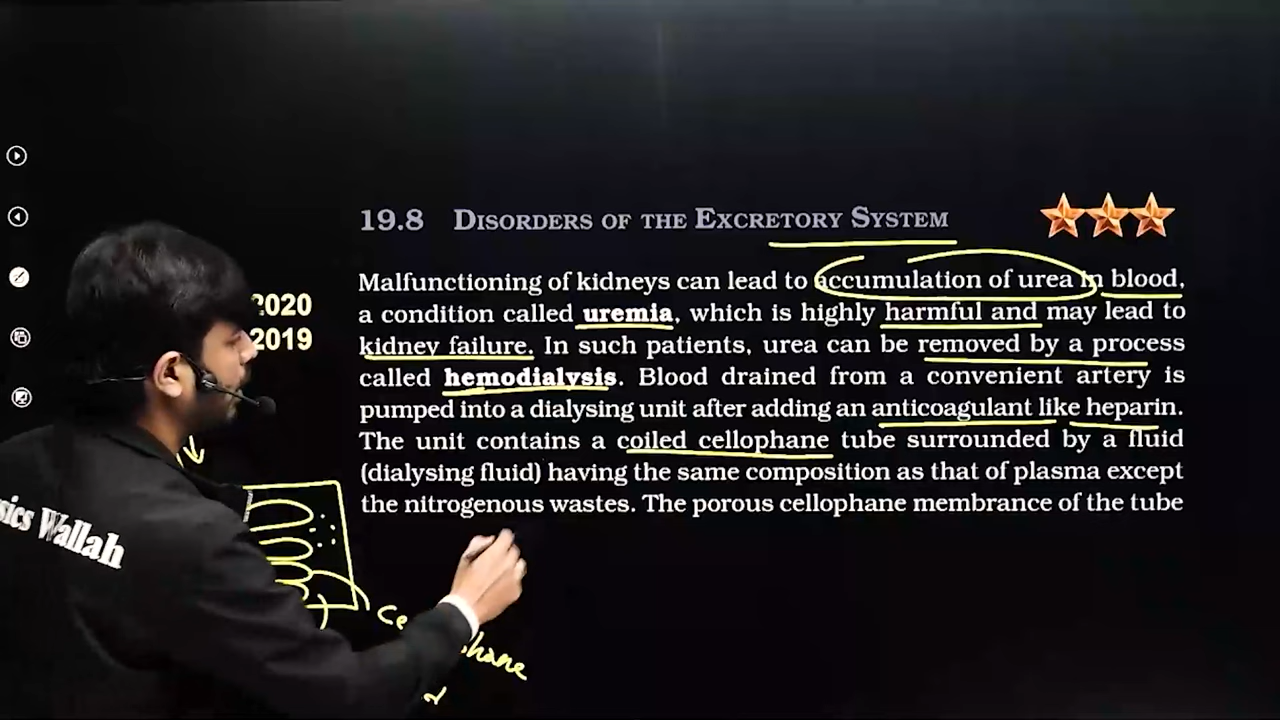 19.8 DISORDERS OF THE EXCRETORY SYSTEM
Malfunctioning of kidneys can lead to accumulation of urea in blood,
a condition called uremia, which is highly harmful and may lead to
kidney failure. In such patients, urea can be removed by a process
called hemodialysis. Blood drained from a convenient artery is
pumped into a dialysing unit after adding an anticoagulant like heparin.
The unit contains a coiled cellophane tube surrounded by a fluid
(dialysing fluid) having the same composition as that of plasma except
the nitrogenous wastes. The porous cellophane membrance of the tube
2020
2019
Wallah